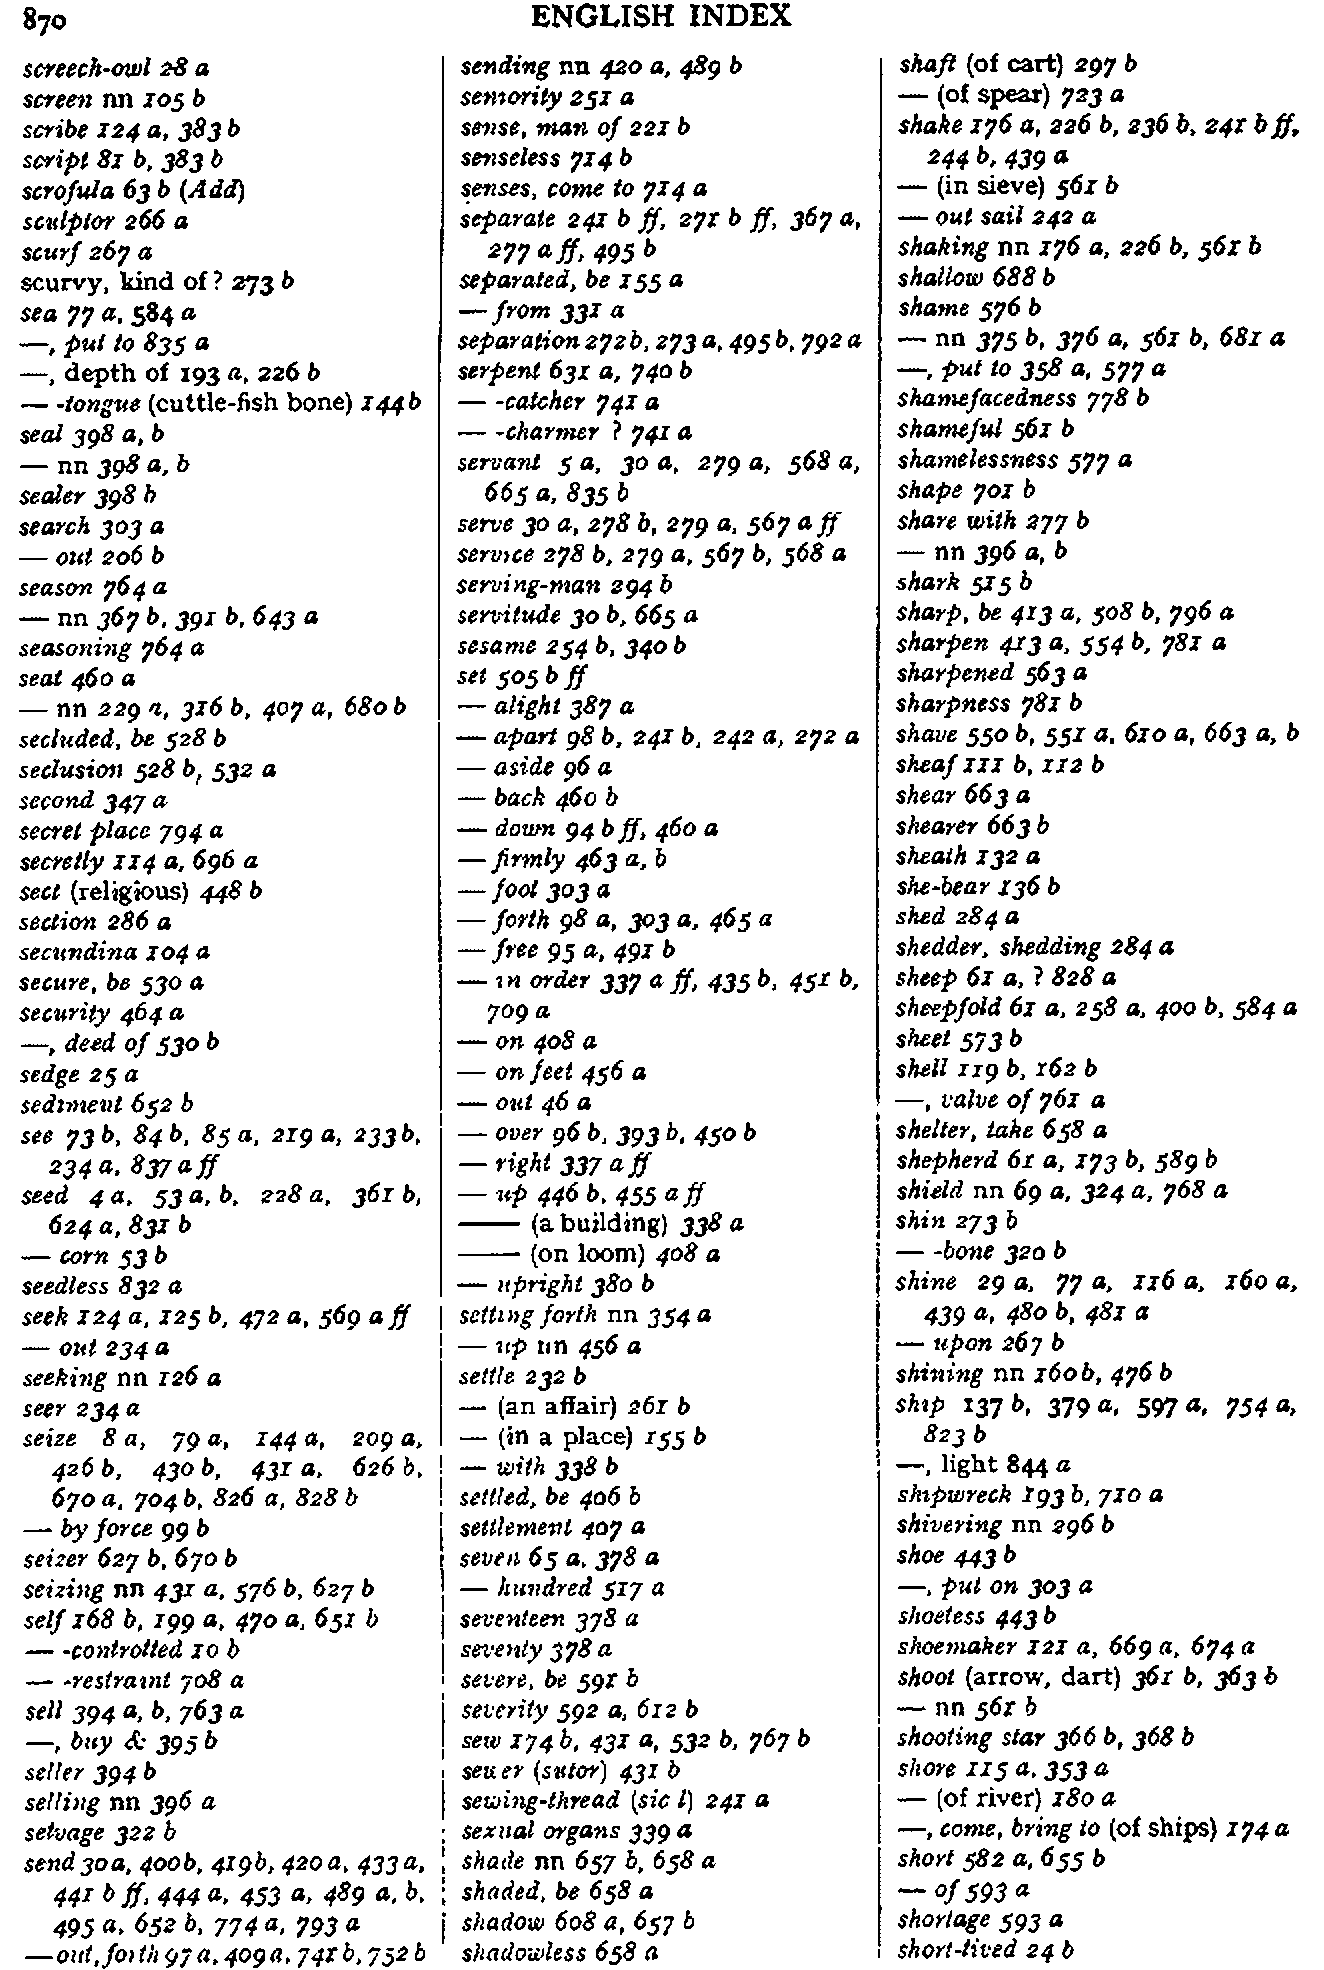 870
ENGLISH INDEX
screech-owl 28 a
screen nn 105 b
scribe 124 a, 383 b
script 81 b, 383 b
scrofula 63 b (Add)
sculptor 266 a
scurf 267 a
scurvy, kind of? 273 b
sea 77 a, 584 a
—, put to 835 a
—, depth of 193 a, 226 b
— -tongue (cuttle-fish bone) 144 b
seal 398 a, b
— nn 398 a, b
sealer 398 b
search 303 a
— out 206 b
season 764 a
— nn 367 b, 391 b, 643 a
seasoning 764 a
seat 460 a
— nn 229 a, 316 b, 407 a, 680 b
secluded, be 528 b
seclusion 528 b, 532 a
second 347 a
secret place 794 a
secretly 114 a, 696 a
sect (religious) 448 b
section 286 a
secundina 104 a
secure, be 530 a
security 464 a
—, deed of 530 b
sedge 25 a
sediment 652 b
see 73 b, 84 b, 85 a, 219 a, 233 b,
234 a, 837 a ff
seed 4 a, 53 a, b, 228 a, 361 b,
624 a, 831 b
— corn 53 b
seedless 832 a
seek 124 a, 125 b, 472 a, 569 a ff
— out 234 a
seeking nn 126 a
seer 234 a
seize 8 a, 79 a, 144 a, 209 a,
426 b, 430 b, 431 a, 626 b,
670 a, 704 b, 826 a, 828 b
— by force 99 b
seizer 627 b, 670 b
seizing nn 431 a, 576 b, 627 b
self 168 b, 199 a, 470 a, 651 b
— -controlled 10 b
— -restraint 708 a
sell 394 a, b, 763 a
—, buy & 395 b
seller 394 b
selling nn 396 a
selvage 322 b
send 30 a, 400 b, 419 b, 420 a, 433 a,
441 b ff, 444 a, 453 a, 489 a, b,
495 a, 652 b, 774 a, 793 a
— out, forth 97 a, 409 a, 741 b, 752 b
sending nn 420 a, 489 b
seniority 251 a
sense, man of 221 b
senseless 714 b
senses, come to 714 a
separate 241 b ff, 271 b ff, 367 a,
277 a ff, 495 b
separated, be 155 a
— from 331 a
separation 272 b, 273 a, 495 b, 792 a
serpent 631 a, 740 b
— -catcher 741 a
— -charmer ? 741 a
servant 5 a, 30 a, 279 a, 568 a,
665 a, 835 b
serve 30 a, 278 b, 279 a, 567 a ff
service 278 b, 279 a, 567 b, 568 a
serving-man 294 b
servitude 30 b, 665 a
sesame 254 b, 340 b
set 505 b ff
— alight 387 a
— apart 98 b, 241 b, 242 a, 272 a
— aside 96 a
— back 460 b
— down 94 b ff, 460 a
— firmly 463 a, b
— foot 303 a
— forth 98 a, 303 a, 465 a
— free 95 a, 491 b
— in order 337 a ff, 435 b, 451 b,
709 a
— on 408 a
— on feet 456 a
— out 46 a
— over 96 b, 393 b, 450 b
— right 337 a ff
— up 446 b, 455 a ff
—— (a building) 338 a
—— (on loom) 408 a
— upright 380 b
setting forth nn 354 a
— up nn 456 a
settle 232 b
— (an affair) 261 b
— (in a place) 155 b
— with 338 b
settled, be 406 b
settlement 407 a
seven 65 a, 378 a
— hundred 517 a
seventeen 378 a
seventy 378 a
severe, be 591 b
severity 592 a, 612 b
sew 174 b, 431 a, 532 b, 767 b
sewer (sutor) 431 b
sewing-thread (sic l) 241 a
sexual organs 339 a
shade nn 657 b, 658 a
shaded, be 658 a
shadow 608 a, 657 b
shadowless 658 a
shaft (of cart) 297 b
— (of spear) 723 a
shake 176 a, 226 b, 236 b, 241 b ff,
244 b, 439 a
— (in sieve) 561 b
— out sail 242 a
shaking nn 176 a, 226 b, 561 b
shallow 688 b
shame 576 b
— nn 375 b, 376 a, 561 b, 681 a
—, put to 358 a, 577 a
shamefacedness 778 b
shameful 561 b
shamelessness 577 a
shape 701 b
share with 277 b
— nn 396 a, b
shark 515 b
sharp, be 413 a, 508 b, 796 a
sharpen 413 a, 554 b, 781 a
sharpened 563 a
sharpness 781 b
shave 550 b, 551 a, 610 a, 663 a, b
sheaf 111 b, 112 b
shear 663 a
shearer 663 b
sheath 132 a
she-bear 136 b
shed 284 a
shedder, shedding 284 a
sheep 61 a, ? 828 a
sheepfold 61 a, 258 a, 400 b, 584 a
sheet 573 b
shell 119 b, 162 b
—, valve of 761 a
shelter, take 658 a
shepherd 61 a, 173 b, 589 b
shield nn 69 a, 324 a, 768 a
shin 273 b
— -bone 320 b
shine 29 a, 77 a, 116 a, 160 a,
439 a, 480 b, 481 a
— upon 267 b
shining nn 160 b, 476 b
ship 137 b, 379 a, 597 a, 754 a,
823 b
—, light 844 a
shipwreck 193 b, 710 a
shivering nn 296 b
shoe 443 b
—, put on 303 a
shoeless 443 b
shoemaker 121 a, 669 a, 674 a
shoot (arrow, dart) 361 b, 363 b
— nn 561 b
shooting star 366 b, 368 b
shore 115 a, 353 a
— (of river) 180 a
—, come, bring to (of ships) 174 a
short 582 a, 655 b
— of 593 a
shortage 593 a
short-lived 24 b